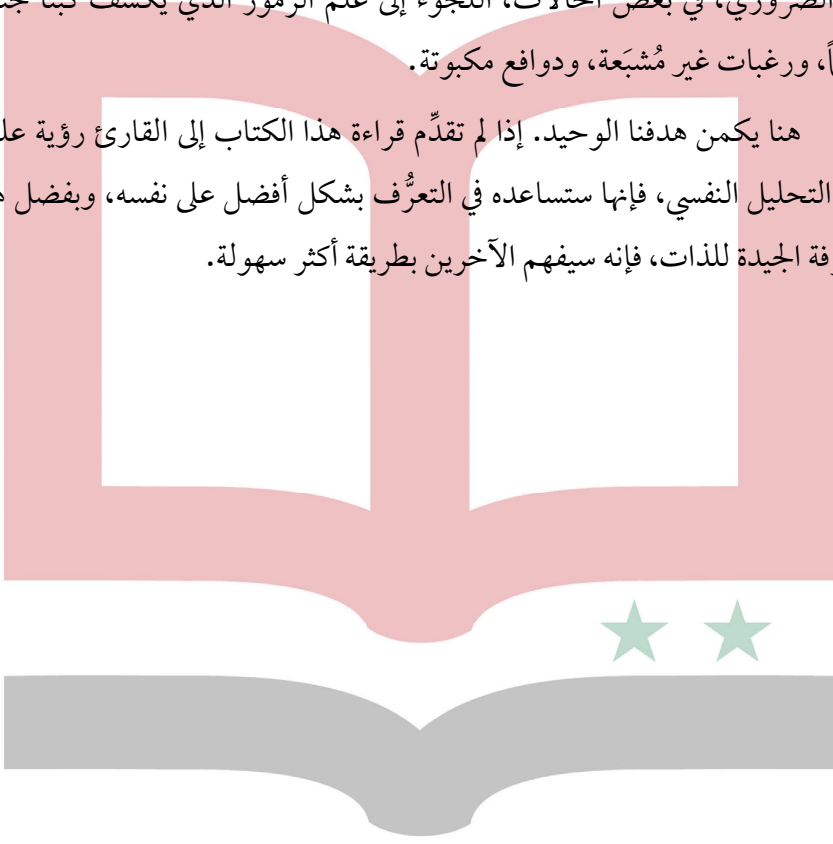 الضروري، في بعض الحالات، اللجوء إلى علم الرموز الذي يكشف كبتاً
ورغبات غير مُشبَعة، ودوافع مكبوتة.
هنا يكمن هدفنا الوحيد. إذا لم تقدِّم قراءة هذا الكتاب إلى القارئ رؤية
التحليل النفسي، فإنها ستساعده في التعرُّف بشكل أفضل على نفسه، وبفضل
الجيدة للذات، فإنه سيفهم الآخرين بطريقة أكثر سهولة.